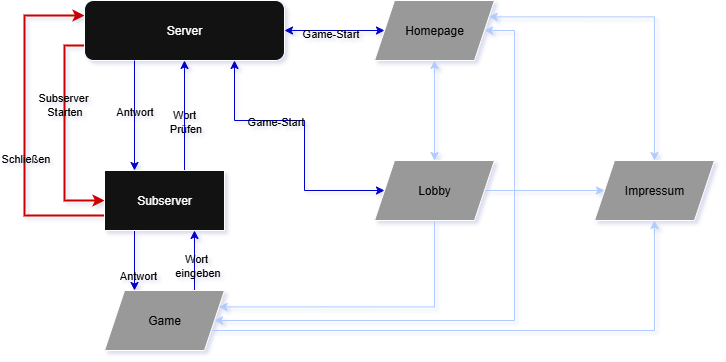 Server
Game-Start
Homepage
Subserver
Starten
Antwort
Wort
Prüfen
Game-Start
Schließen
Subserver
Lobby
Impressum
Antwort
Wort
eingeben
Game